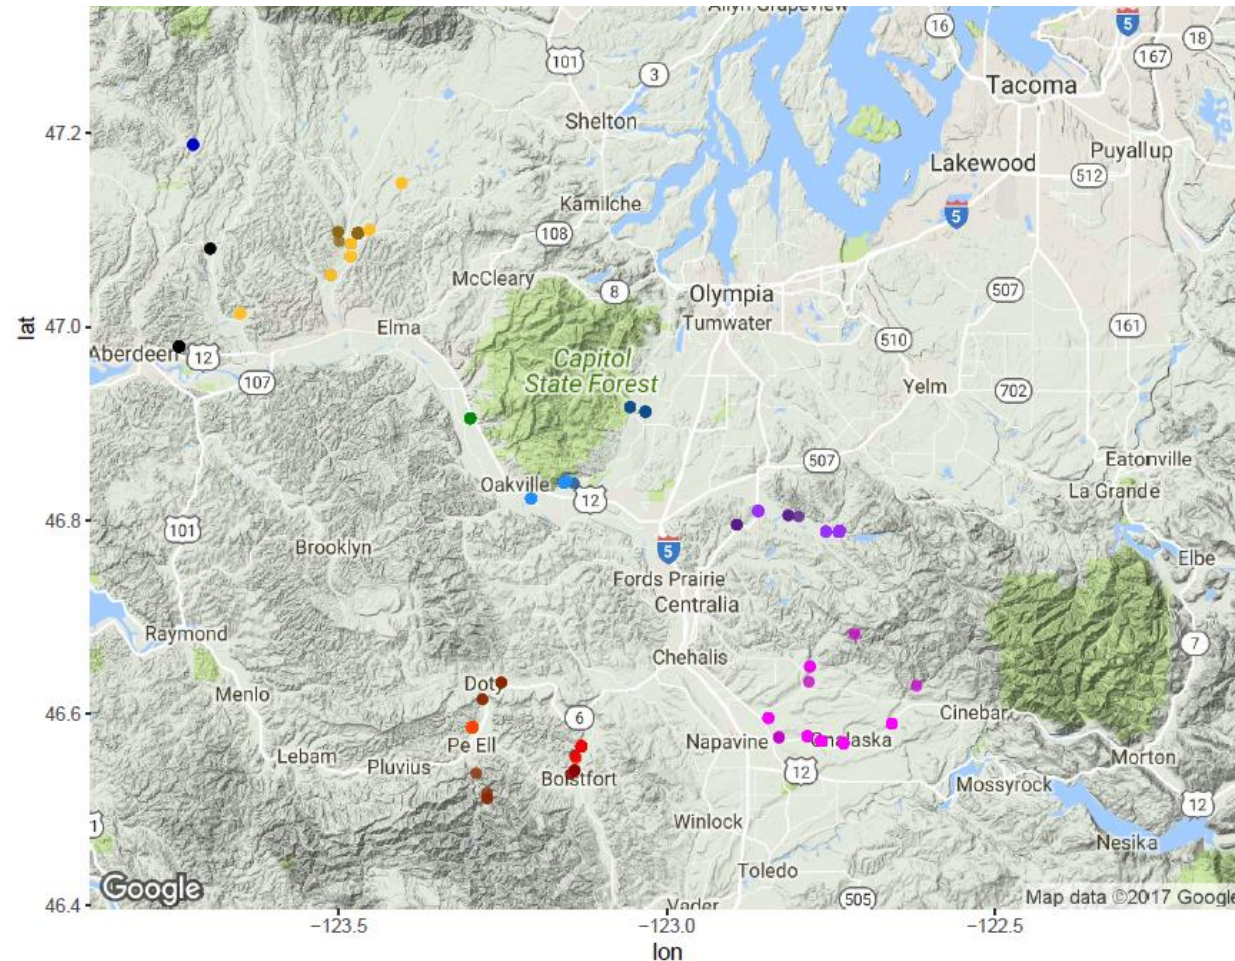 Allyn Grapeview
5
16
18
101
167
3
Tacoma
Shelton
47.2
Puyallup
Lakewood
512
Kamilche
5
108
McCleary
8
Olympia
507
Tumwater
47.0
Elma
161
lat
510
Aberdeen
12
Capitol
State Forest
107
Yelm
702
507
Eatonville
Oakville
La Grande
12
46.8
101
Brooklyn
5
Elbe
Fords Prairie
Centralia
Raymond
7
Chehalis
Doty
Menlo
46.6
6
Cinebar
Napavine
Onalaska
Pe Ell
Lebam
Pluvius
Morton
12
Boistfort
Mossyrock
12
1
Winlock
Nesika
Toledo
Google
Map data ©2017 Google
505
Vader
46.4
−123.5
−123.0
−122.5
lon